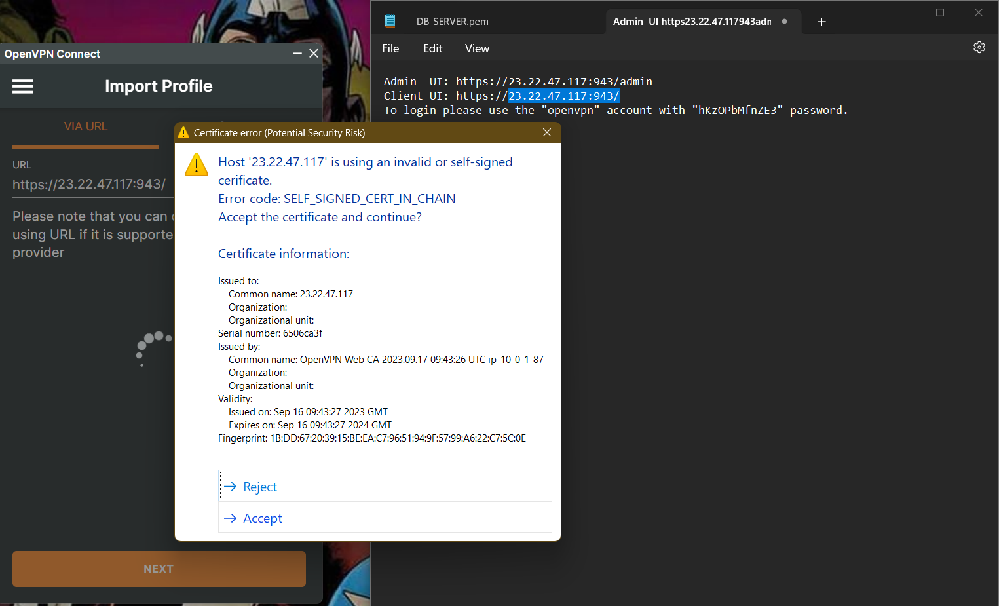 OpenVPN Connect
Import Profile
VIA URL
URL
https://23.22.47.117:943/
Please note that you can
using URL if it is supporte
provider
NEXT
DB-SERVER.pem
Admin UI https23.22.47.117943adn
File Edit View
Admin  UI: https://23.22.47.117:943/admin
Client UI: https://23.22.47.117:943/
To login please use the "openvpn" account with "hKzOPbMfnZE3" password.
Certificate error (Potential Security Risk)
Host '23.22.47.117' is using an invalid or self-signed
cerificate.
Error code: SELF_SIGNED_CERT_IN_CHAIN
Accept the certificate and continue?
Certificate information:
Issued to:
Common name: 23.22.47.117
Organization:
Organizational unit:
Serial number: 6506ca3f
Issued by:
Common name: OpenVPN Web CA 2023.09.17 09:43:26 UTC ip-10-0-1-87
Organization:
Organizational unit:
Validity:
Issued on: Sep 16 09:43:27 2023 GMT
Expires on: Sep 16 09:43:27 2024 GMT
Fingerprint: 1B:DD:67:20:39:15:BE:EA:C7:96:51:94:9F:57:99:A6:22:C7:5C:0E
Reject
Accept